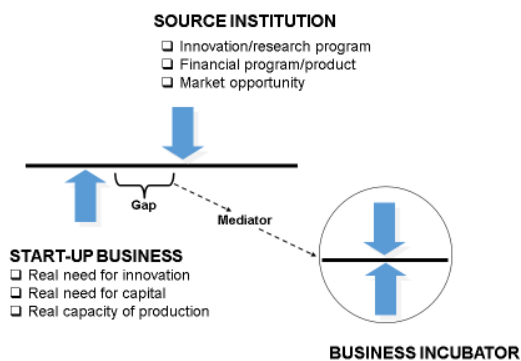 SOURCE INSTITUTION
❑ Innovation/research program
❑ Financial program/product
❑ Market opportunity
Gap
Mediator
START-UP BUSINESS
❑ Real need for innovation
❑ Real need for capital
❑ Real capacity of production
BUSINESS INCUBATOR